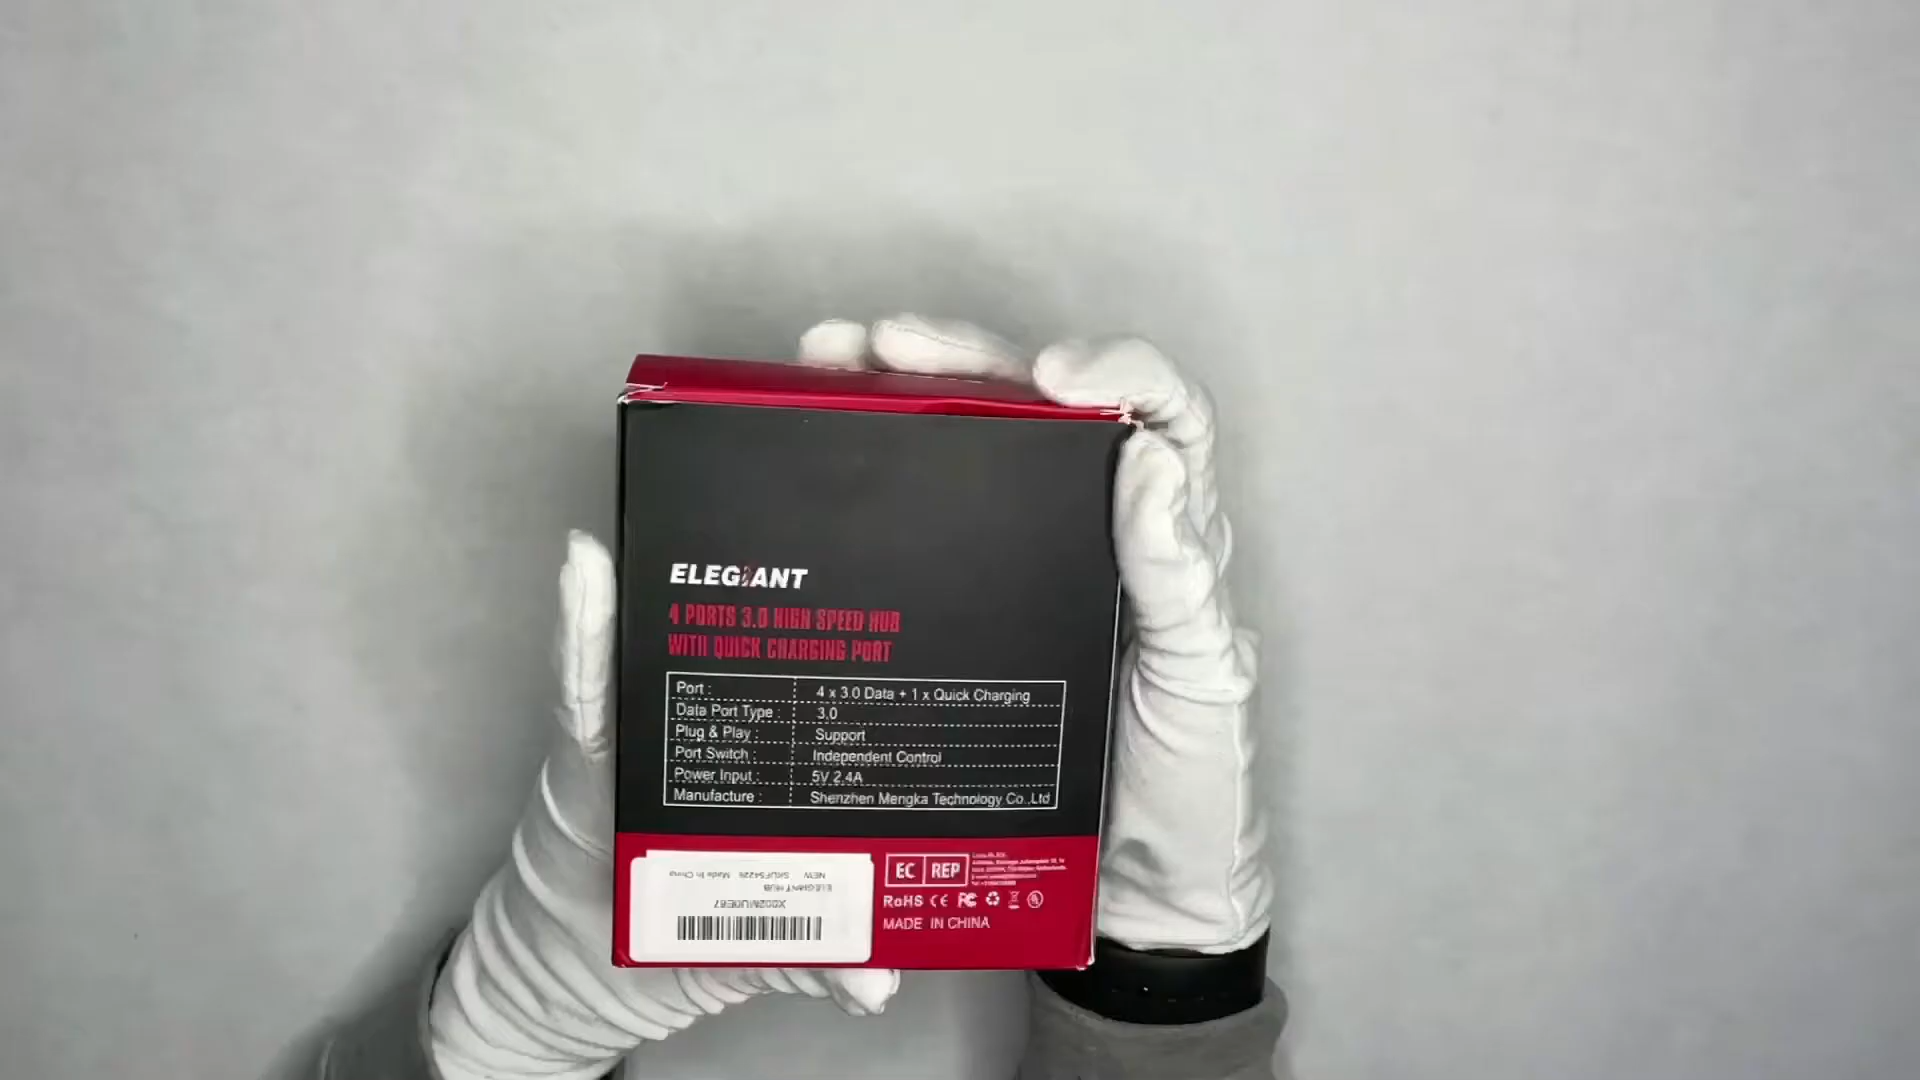 ELEGIANT
4 PORTS 3.0 HIGH SPEED HUB
WITH QUICK CHARGING PORT
Port : 4 x 3.0 Data + 1 x Quick Charging
Data Port Type : 3.0
Plug & Play : Support
Port Switch : Independent Control
Power Input : 5V 2.4A
Manufacture : Shenzhen Mengka Technology Co.,Ltd
EC REP
RoHS CE FC
MADE IN CHINA
ELEGIANT HUB
NEW Made In China